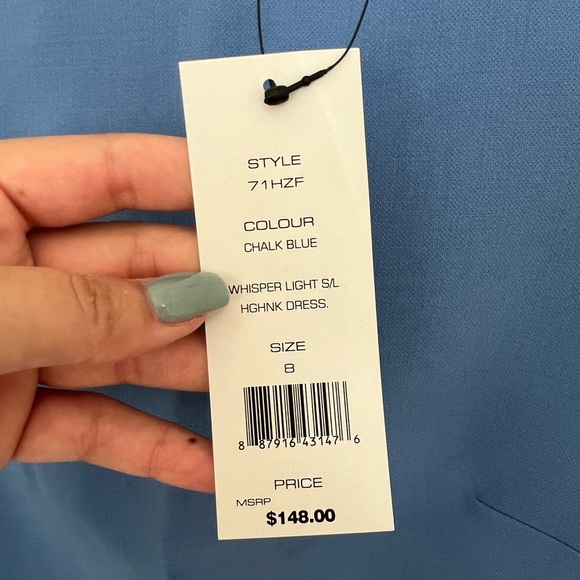 STYLE
71HZF
COLOUR
CHALK BLUE
WHISPER LIGHT S/L
HGHNK DRESS.
SIZE
8
8 87916 43147 6
PRICE
MSRP
$148.00